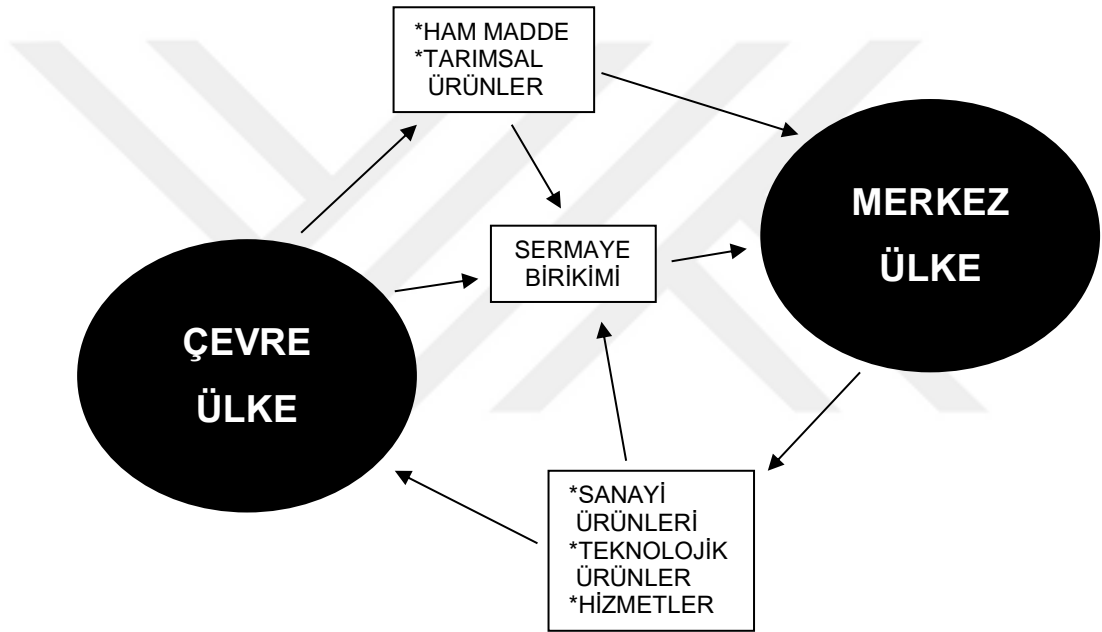 *HAM MADDE
*TARIMSAL
ÜRÜNLER
MERKEZ
ÜLKE
SERMAYE
BİRİKİMİ
ÇEVRE
ÜLKE
*SANAYİ
ÜRÜNLERİ
*TEKNOLOJİK
ÜRÜNLER
*HİZMETLER